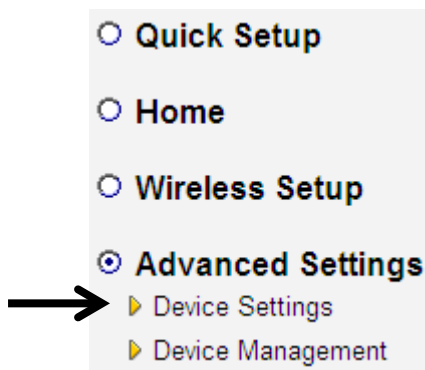 Quick Setup
Home
Wireless Setup
Advanced Settings
Device Settings
Device Management